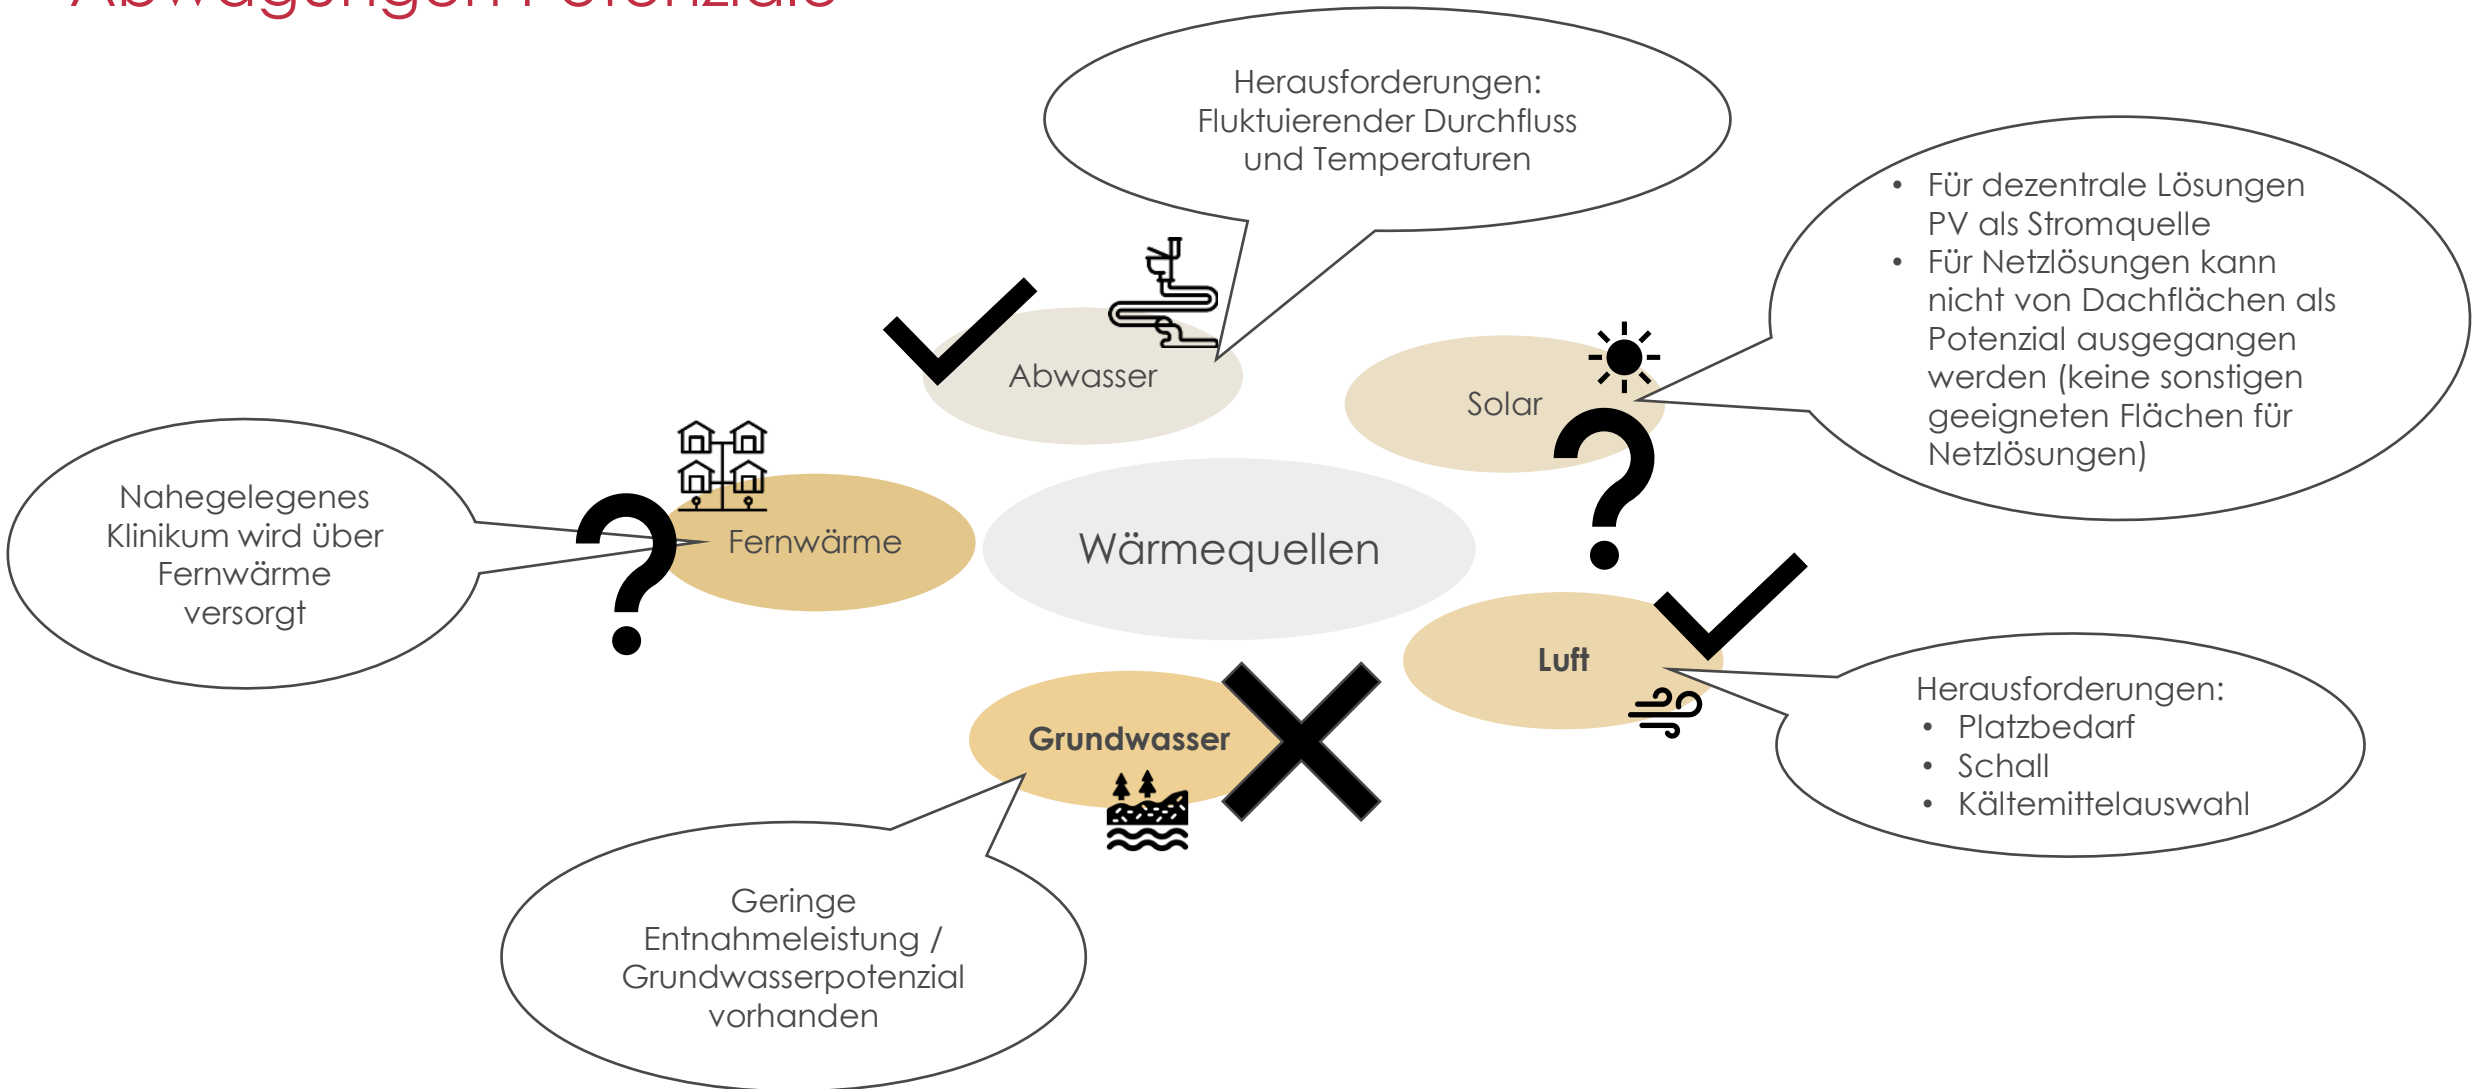 Abwägungen Potenziale
Herausforderungen:
Fluktuierender Durchfluss
und Temperaturen
• Für dezentrale Lösungen
PV als Stromquelle
• Für Netzlösungen kann
nicht von Dachflächen als
Potenzial ausgegangen
werden (keine sonstigen
geeigneten Flächen für
Netzlösungen)
Abwasser
Solar
Nahegelegenes
Klinikum wird über
Fernwärme
versorgt
Fernwärme
Wärmequellen
Luft
Herausforderungen:
• Platzbedarf
• Schall
• Kältemittelauswahl
Grundwasser
Geringe
Entnahmeleistung /
Grundwasserpotenzial
vorhanden